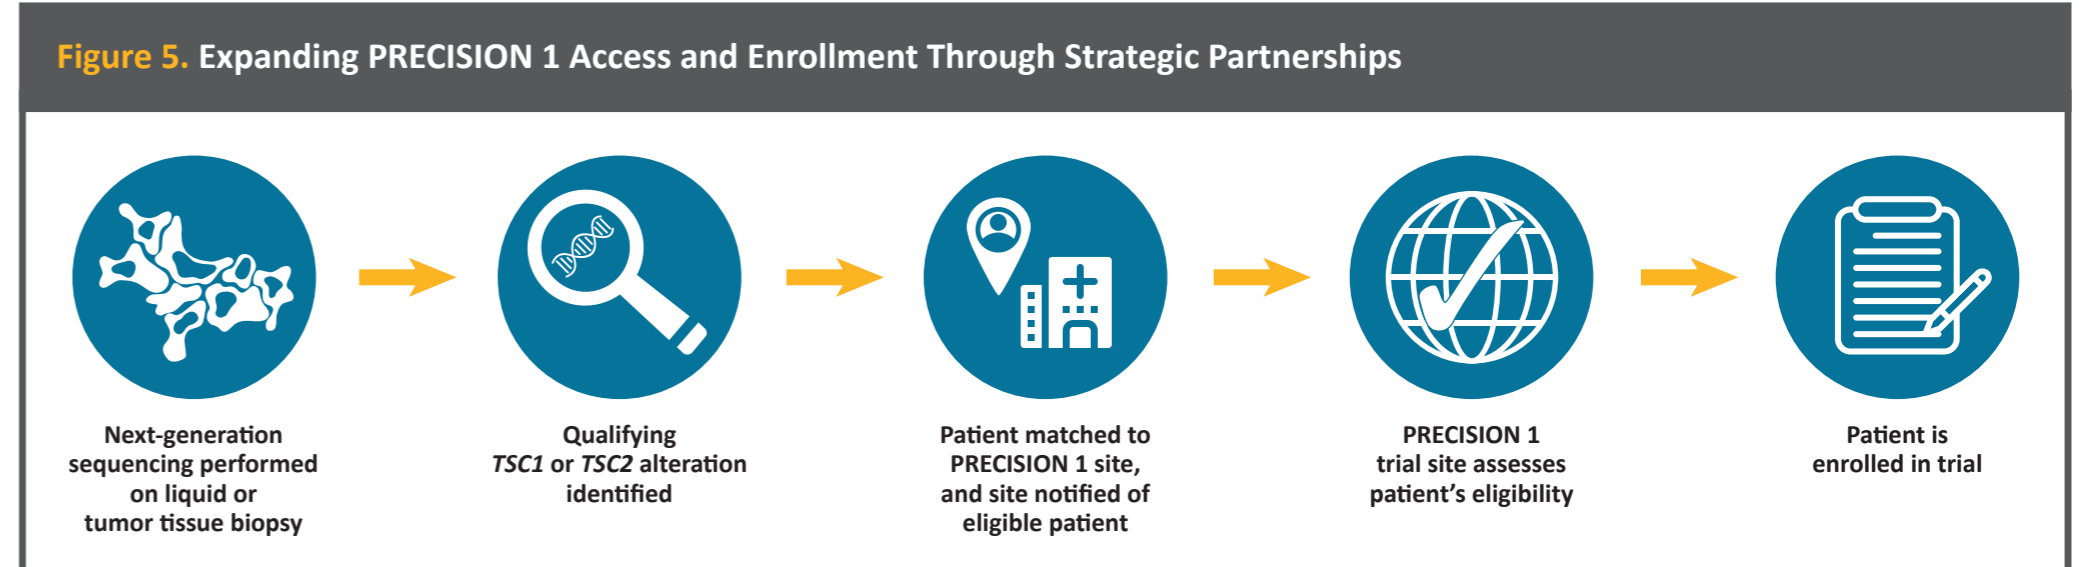 Figure 5. Expanding PRECISION 1 Access and Enrollment Through Strategic Partnerships
Next-generation
sequencing performed
on liquid or
tumor tissue biopsy
Qualifying
TSC1 or TSC2 alteration
identified
Patient matched to
PRECISION 1 site,
and site notified of
eligible patient
PRECISION 1
trial site assesses
patient's eligibility
Patient is
enrolled in trial